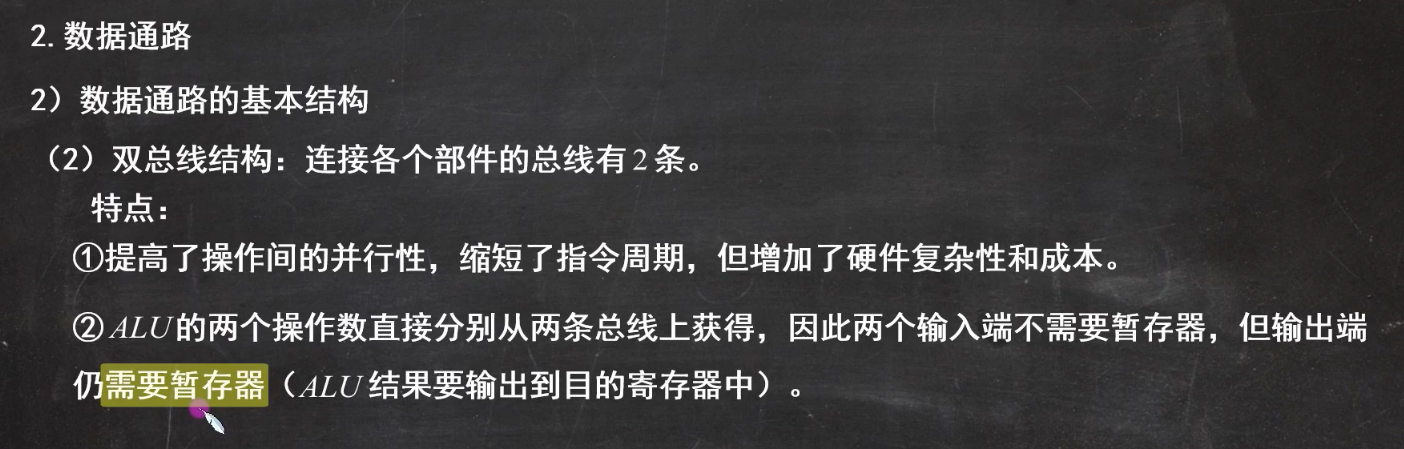 2. 数据通路
2）数据通路的基本结构
（2）双总线结构：连接各个部件的总线有2条。
特点：
①提高了操作间的并行性，缩短了指令周期，但增加了硬件复杂性和成本。
②ALU的两个操作数直接分别从两条总线上获得，因此两个输入端不需要暂存器，但输出端
仍需要暂存器（ALU结果要输出到目的寄存器中）。